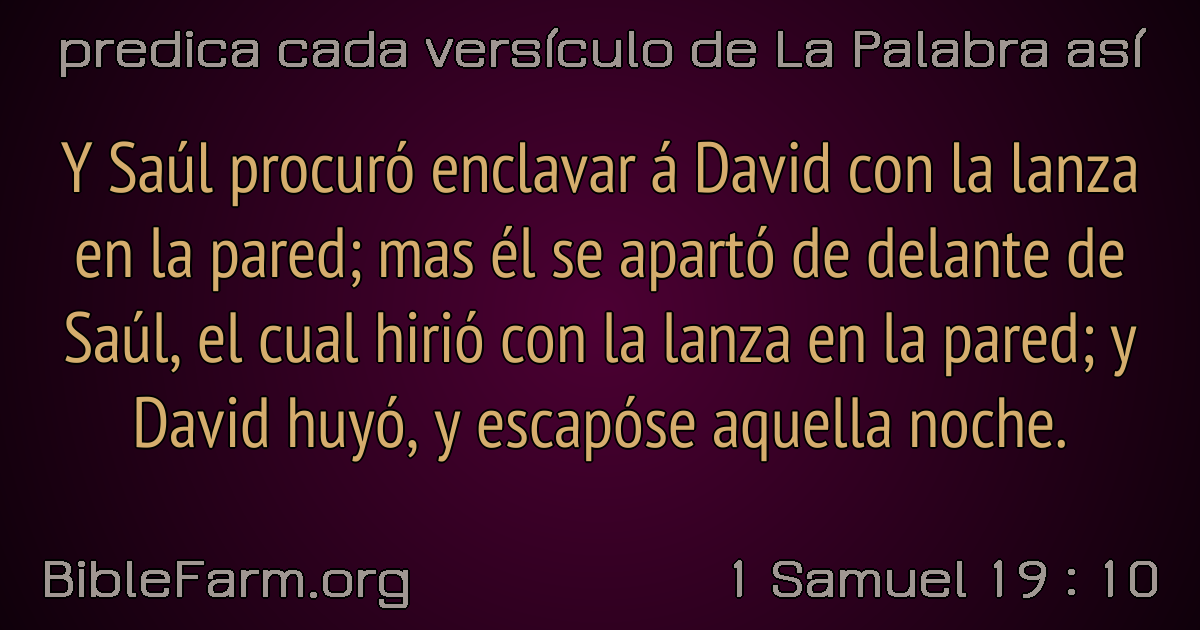 predica cada versículo de La Palabra así
Y Saúl procuró enclavar á David con la lanza
en la pared; mas él se apartó de delante de
Saúl, el cual hirió con la lanza en la pared; y
David huyó, y escapóse aquella noche.
BibleFarm.org
1 Samuel 19 : 10